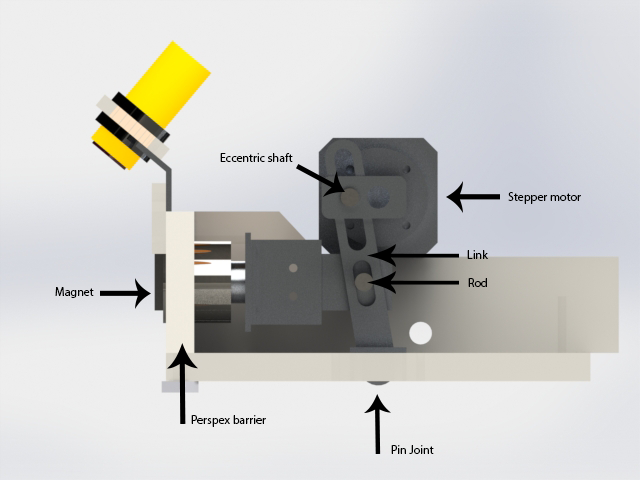 Eccentric shaft
Stepper motor
Link
Rod
Magnet
Perspex barrier
Pin Joint